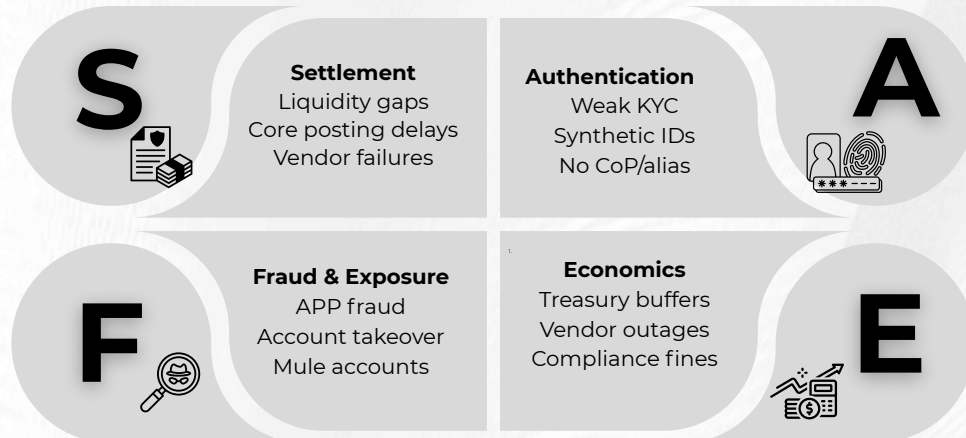 S
Settlement
Liquidity gaps
Core posting delays
Vendor failures
A
Authentication
Weak KYC
Synthetic IDs
No CoP/alias
***---
F
Fraud & Exposure
APP fraud
Account takeover
Mule accounts
1.
E
Economics
Treasury buffers
Vendor outages
Compliance fines
$